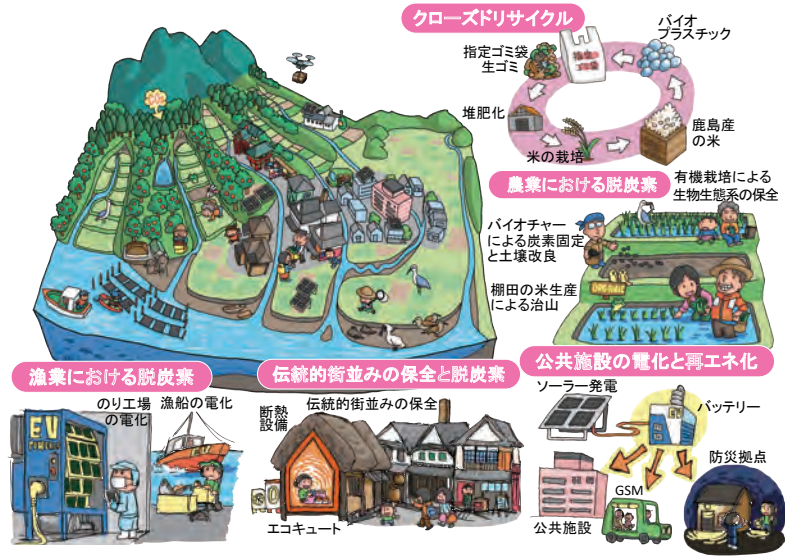 クローズドリサイクル
指定ゴミ袋
生ゴミ
バイオ
プラスチック
堆肥化
米の栽培
鹿島産
の米
農業における脱炭素
有機栽培による
生物生態系の保全
バイオチャー
による炭素固定
と土壌改良
棚田の米生産
による治山
ORGANIC
漁業における脱炭素
のり工場
の電化
漁船の電化
EV
伝統的街並みの保全と脱炭素
断熱
設備
伝統的街並みの保全
エコキュート
公共施設の電化と再エネ化
ソーラー発電
バッテリー
防災拠点
GSM
公共施設